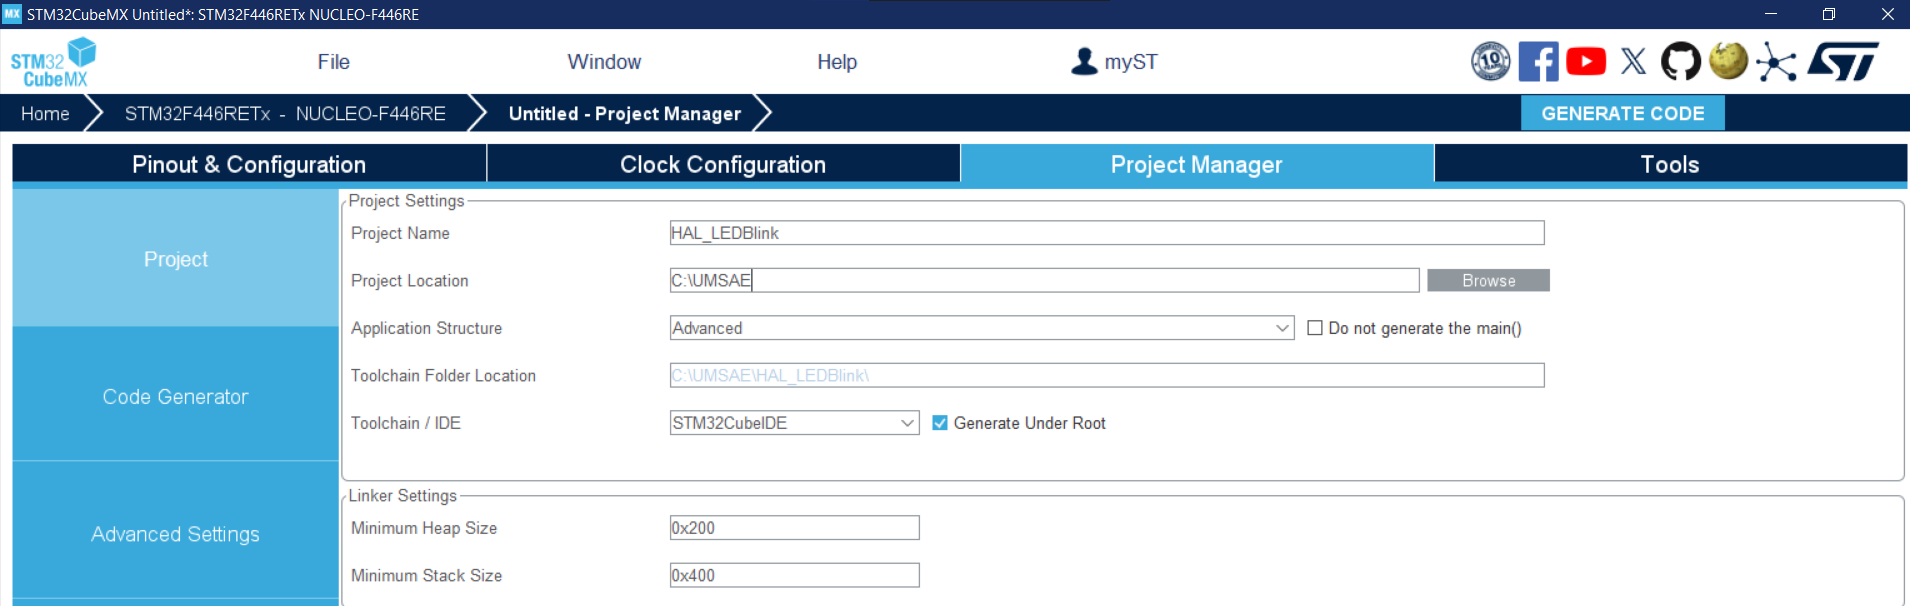 MX STM32CubeMX Untitled*: STM32F446RETx NUCLEO-F446RE
STM32
CubeMX
File
Window
Help
myST
10
YEARS
ST
Home
STM32F446RETx - NUCLEO-F446RE
Untitled - Project Manager
GENERATE CODE
Pinout & Configuration
Clock Configuration
Project Manager
Tools
Project
Code Generator
Advanced Settings
Project Settings
Project Name
HAL_LEDBlink
Project Location
C:\UMSAE
Browse
Application Structure
Advanced
Do not generate the main()
Toolchain Folder Location
C:\UMSAE\HAL_LEDBlink\
Toolchain / IDE
STM32CubeIDE
Generate Under Root
Linker Settings
Minimum Heap Size
0x200
Minimum Stack Size
0x400